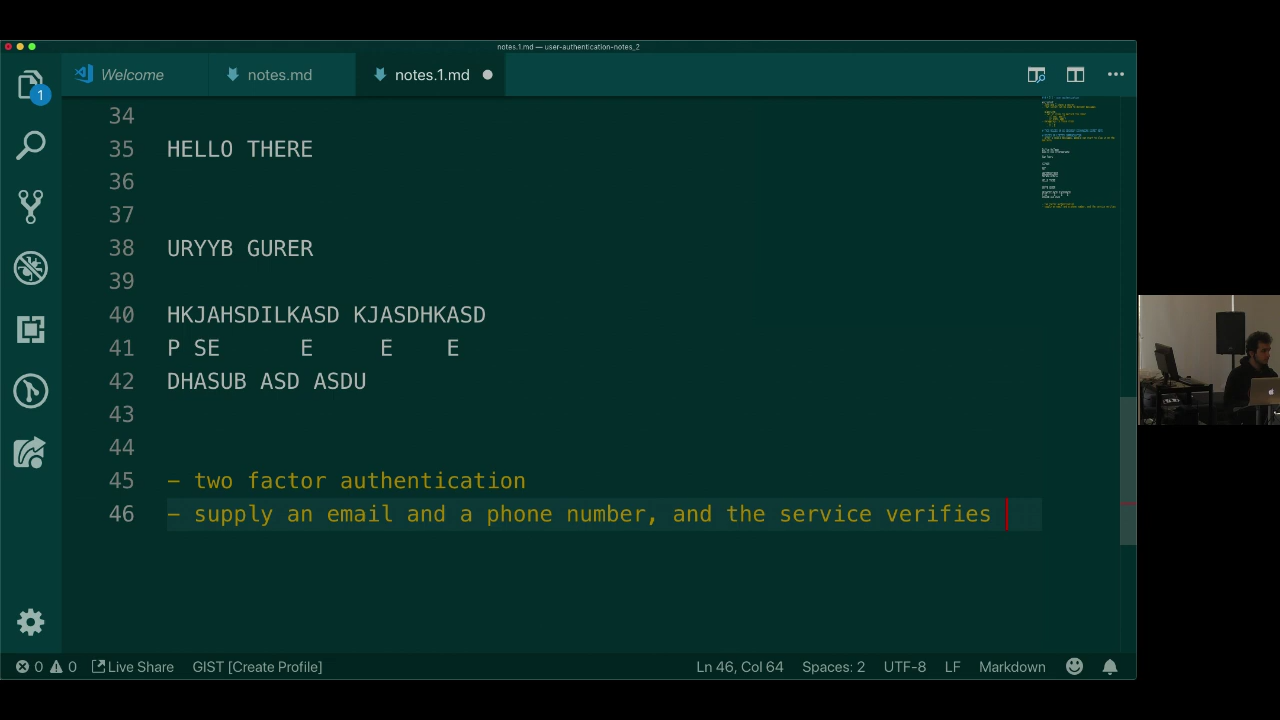 notes.1.md — user-authentication-notes_2
Welcome
notes.md
notes.1.md
1
34
35 HELLO THERE
36
37
38 URYYB GURER
39
40 HKJAHSDILKASD KJASDHKASD
41 P SE E E E
42 DHASUB ASD ASDU
43
44
45 - two factor authentication
46 - supply an email and a phone number, and the service verifies
0 0 Live Share GIST [Create Profile] Ln 46, Col 64 Spaces: 2 UTF-8 LF Markdown